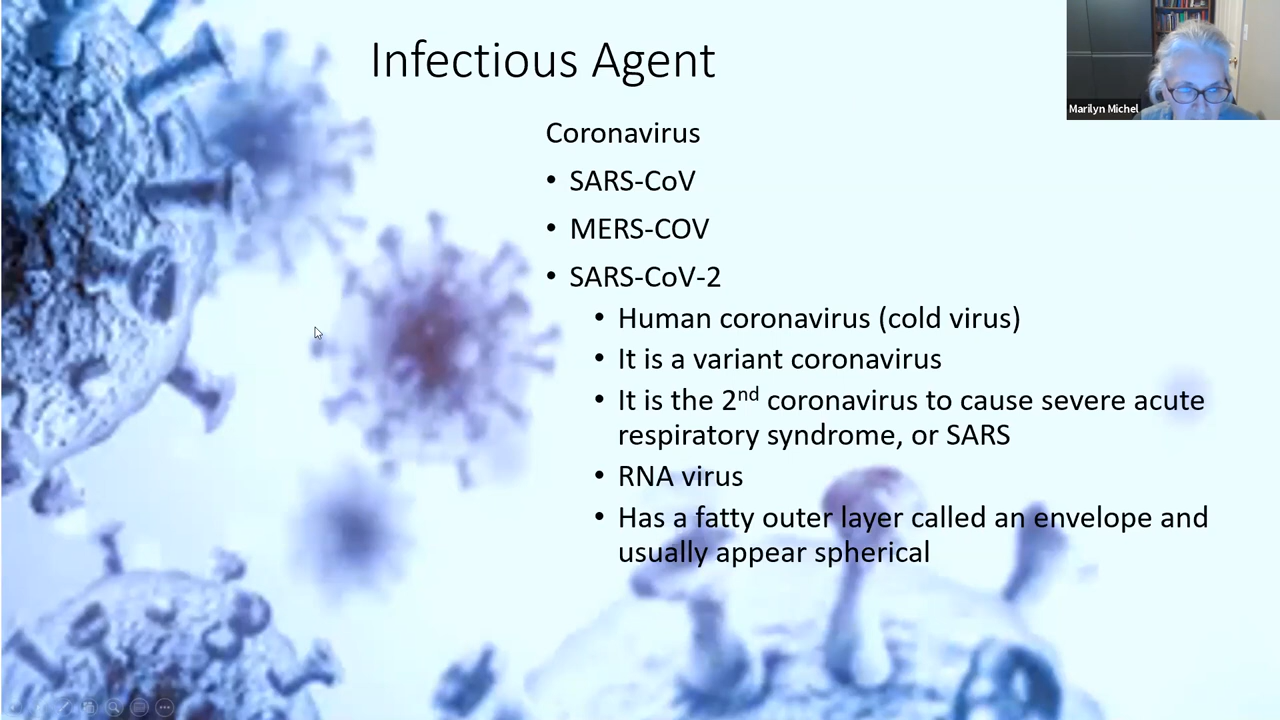 Infectious Agent
Marilyn Michel
Coronavirus
• SARS-CoV
• MERS-COV
• SARS-CoV-2
• Human coronavirus (cold virus)
• It is a variant coronavirus
• It is the 2nd coronavirus to cause severe acute
respiratory syndrome, or SARS
• RNA virus
• Has a fatty outer layer called an envelope and
usually appear spherical